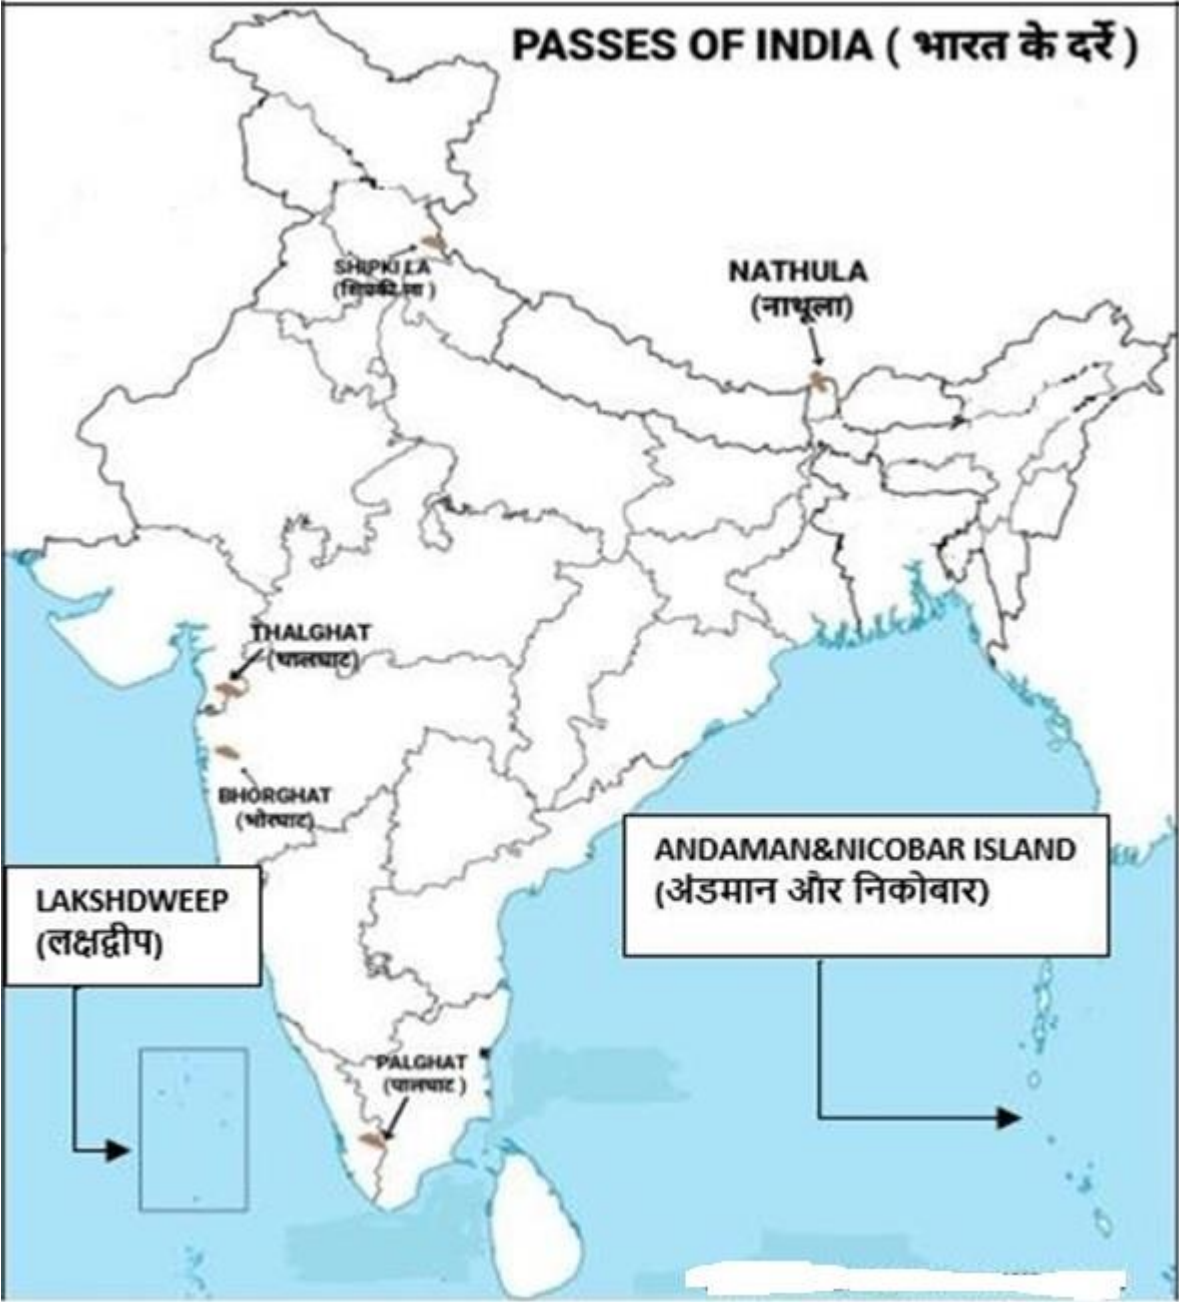 PASSES OF INDIA ( भारत के दर्रे )
SHIPKI LA
(शिपकी ला )
NATHULA
(नाथूला)
THALGHAT
(थालघाट)
BHORGHAT
(भोरघाट)
LAKSHDWEEP
(लक्षद्वीप)
ANDAMAN&NICOBAR ISLAND
(अंडमान और निकोबार)
PALGHAT
(पालघाट )